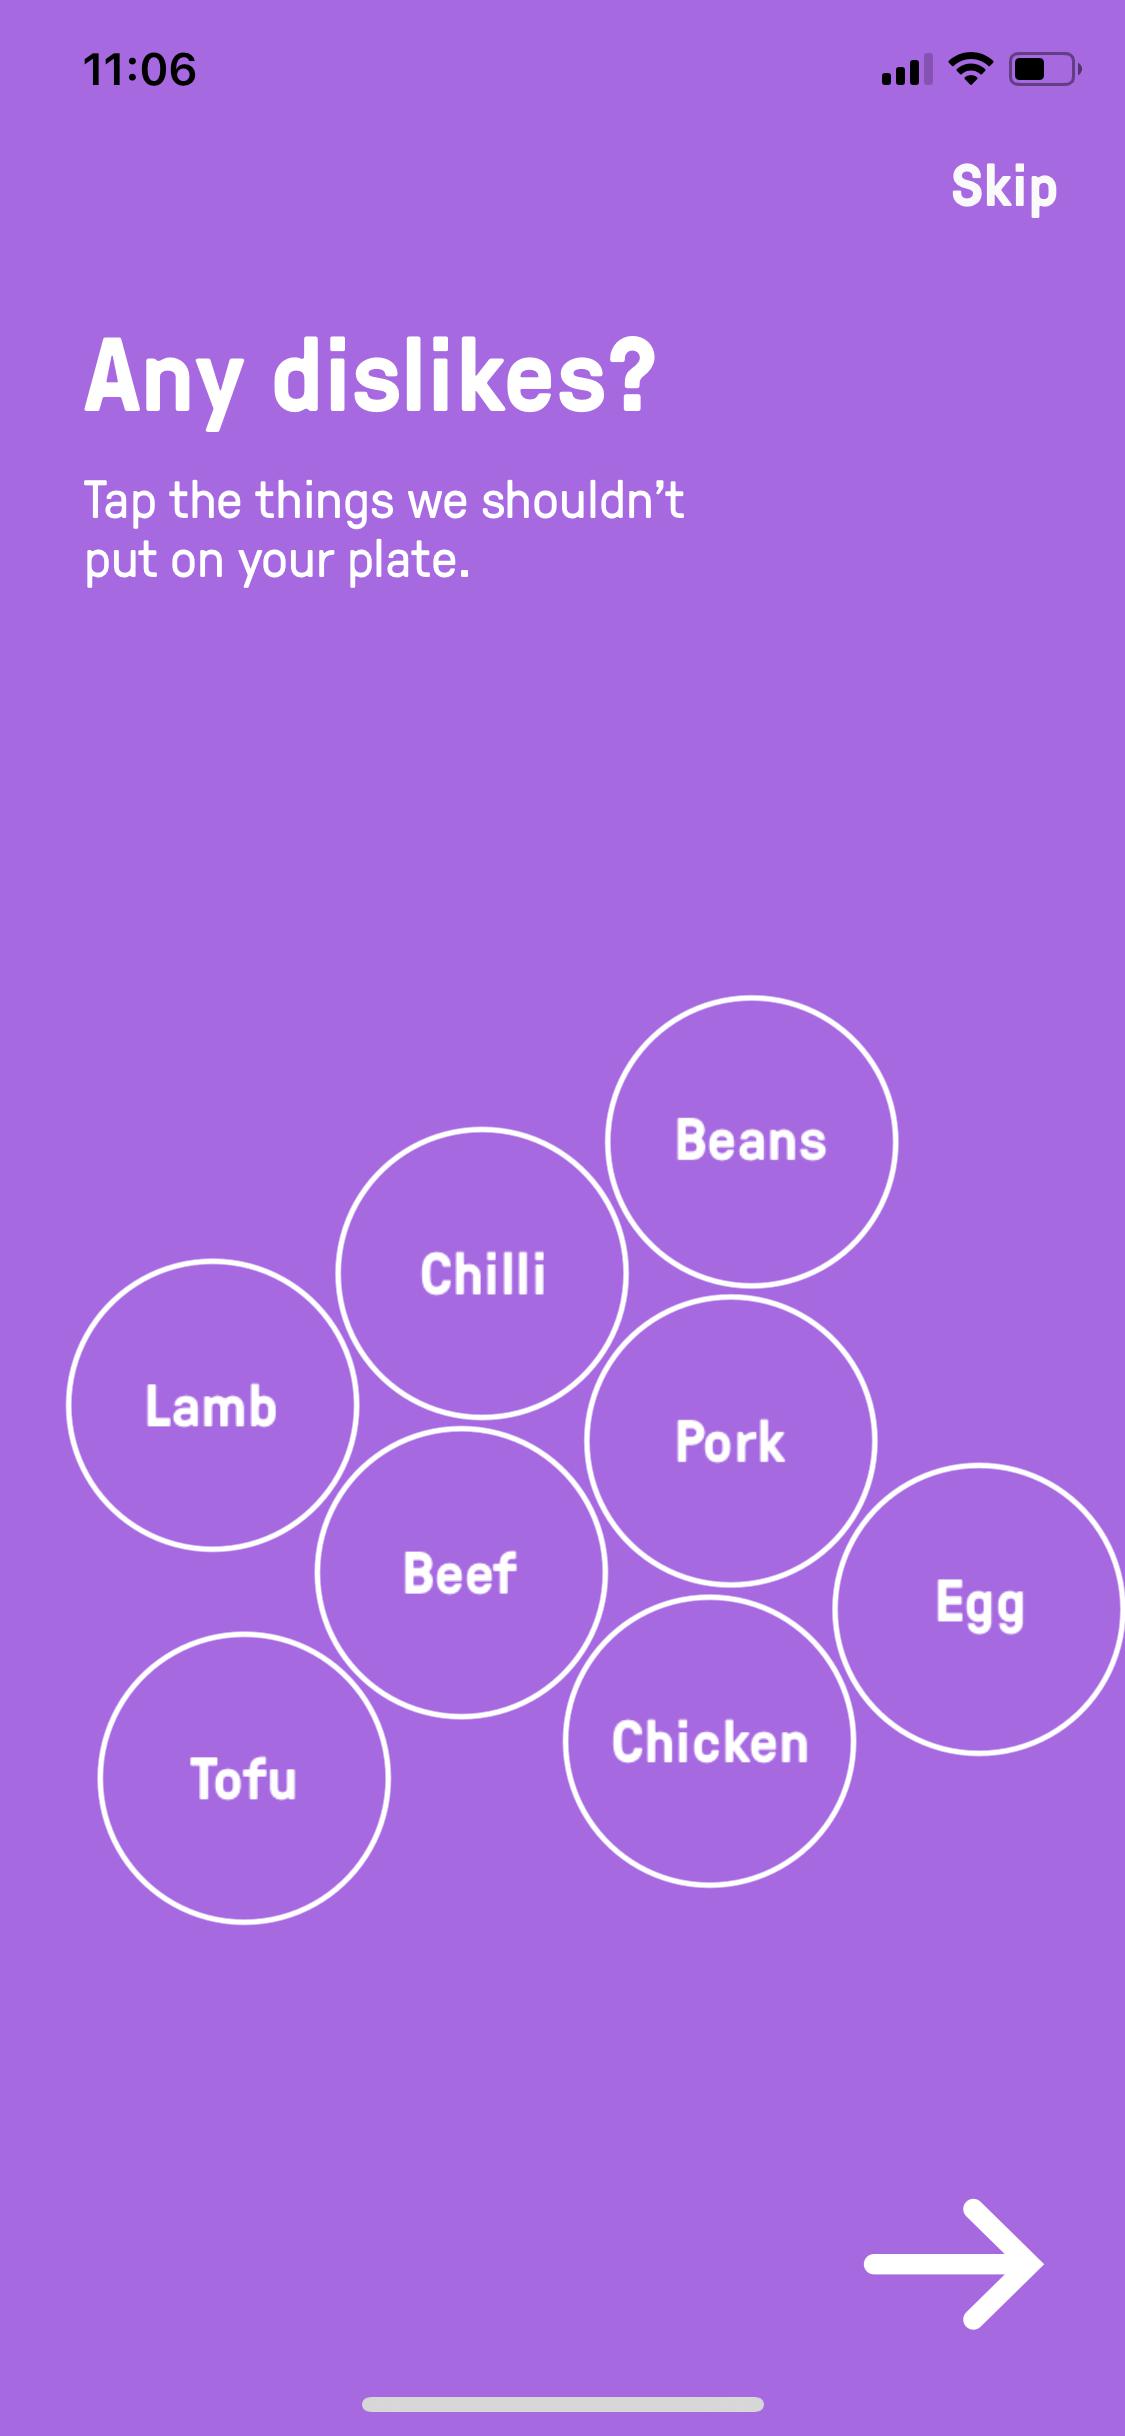 11:06
Skip
Any dislikes?
Tap the things we shouldn’t
put on your plate.
Beans
Chilli
Lamb
Pork
Beef
Egg
Chicken
Tofu